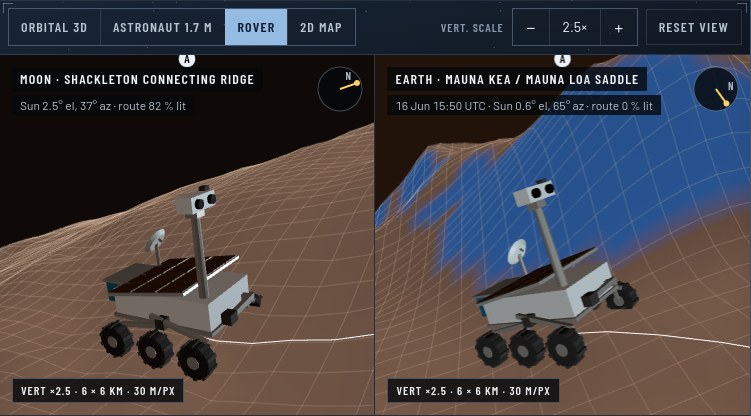 ORBITAL 3D ASTRONAUT 1.7 M ROVER 2D MAP VERT. SCALE − 2.5× + RESET VIEW
A
MOON · SHACKLETON CONNECTING RIDGE
Sun 2.5° el, 37° az · route 82 % lit
N
VERT ×2.5 · 6 × 6 KM · 30 M/PX
A
EARTH · MAUNA KEA / MAUNA LOA SADDLE
16 Jun 15:50 UTC · Sun 0.6° el, 65° az · route 0 % lit
N
VERT ×2.5 · 6 × 6 KM · 30 M/PX